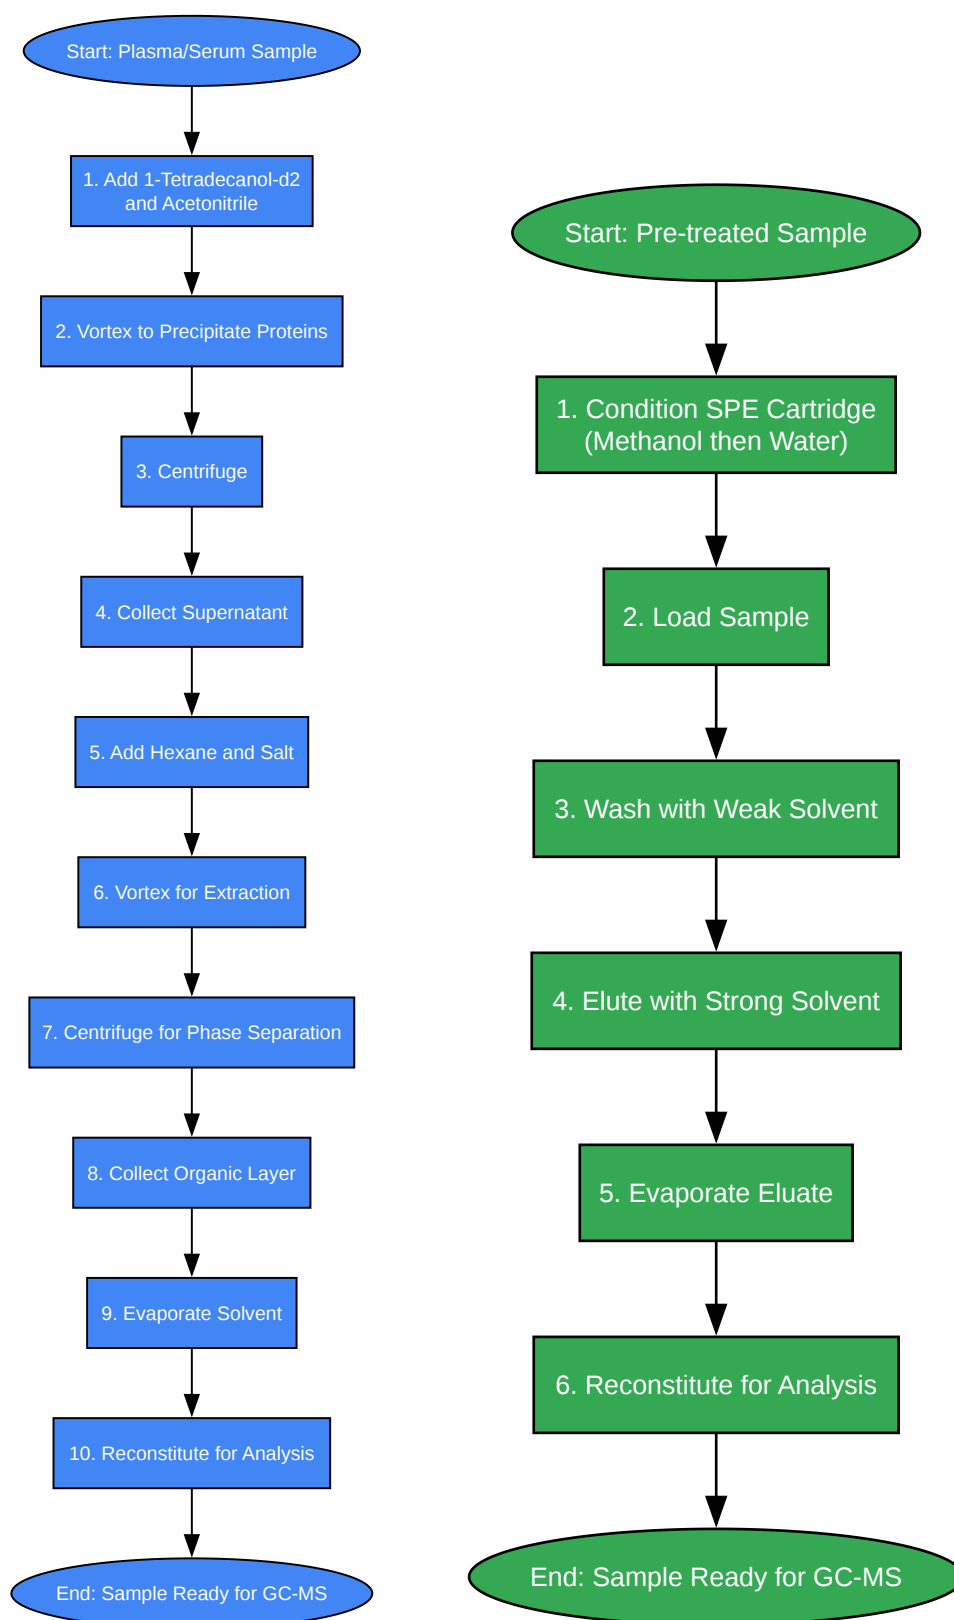 Start: Plasma/Serum Sample
1. Add 1-Tetradecanol-d2
and Acetonitrile
2. Vortex to Precipitate Proteins
3. Centrifuge
4. Collect Supernatant
5. Add Hexane and Salt
6. Vortex for Extraction
7. Centrifuge for Phase Separation
8. Collect Organic Layer
9. Evaporate Solvent
10. Reconstitute for Analysis
End: Sample Ready for GC-MS
Start: Pre-treated Sample
1. Condition SPE Cartridge
(Methanol then Water)
2. Load Sample
3. Wash with Weak Solvent
4. Elute with Strong Solvent
5. Evaporate Eluate
6. Reconstitute for Analysis
End: Sample Ready for GC-MS